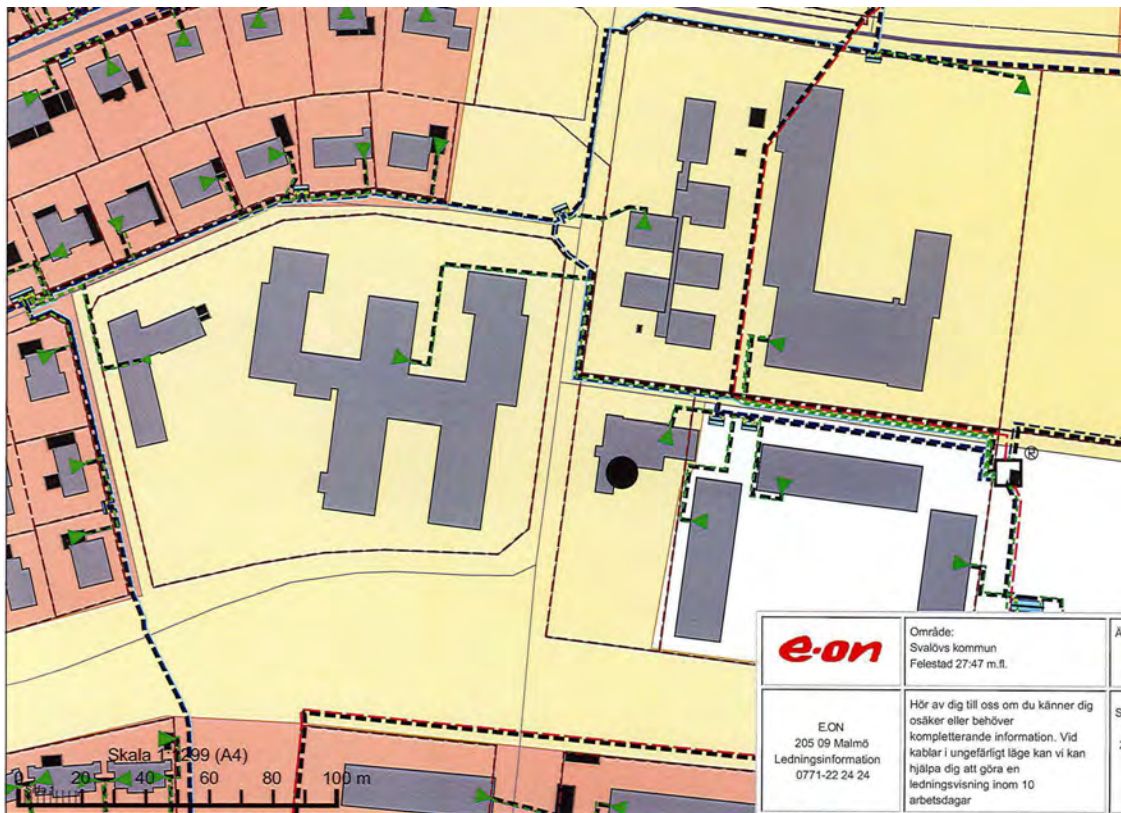 ®
e·on
Område:
Svalövs kommun
Felestad 27:47 m.fl.
E.ON
205 09 Malmö
Ledningsinformation
0771-22 24 24
Hör av dig till oss om du känner dig
osäker eller behöver
kompletterande information. Vid
kablar i ungefärligt läge kan vi kan
hjälpa dig att göra en
ledningsvisning inom 10
arbetsdagar
Skala 1:1299 (A4)
0 20 40 60 80 100 m